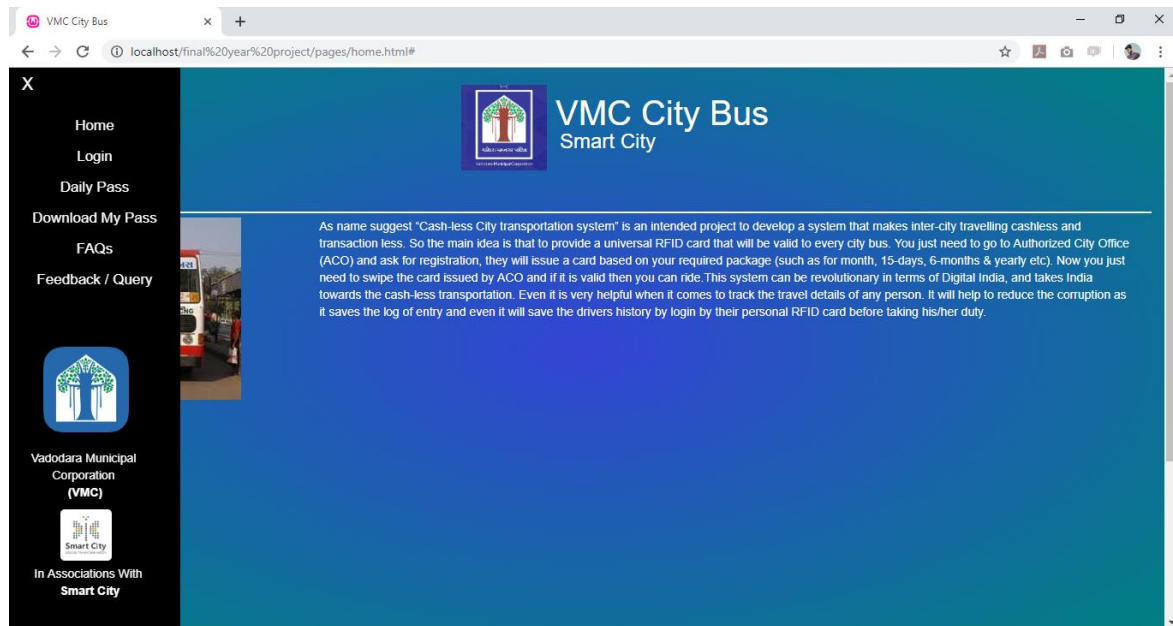 VMC City Bus
localhost/final%20year%20project/pages/home.html#
X
Home
Login
Daily Pass
Download My Pass
FAQs
Feedback / Query
Vadodara Municipal
Corporation
(VMC)
Smart City
In Associations With
Smart City
VMC City Bus
Smart City
As name suggest “Cash-less City transportation system” is an intended project to develop a system that makes inter-city travelling cashless and
transaction less. So the main idea is that to provide a universal RFID card that will be valid to every city bus. You just need to go to Authorized City Office
(ACO) and ask for registration, they will issue a card based on your required package (such as for month, 15-days, 6-months & yearly etc). Now you just
need to swipe the card issued by ACO and if it is valid then you can ride.This system can be revolutionary in terms of Digital India, and takes India
towards the cash-less transportation. Even it is very helpful when it comes to track the travel details of any person. It will help to reduce the corruption as
it saves the log of entry and even it will save the drivers history by login by their personal RFID card before taking his/her duty.